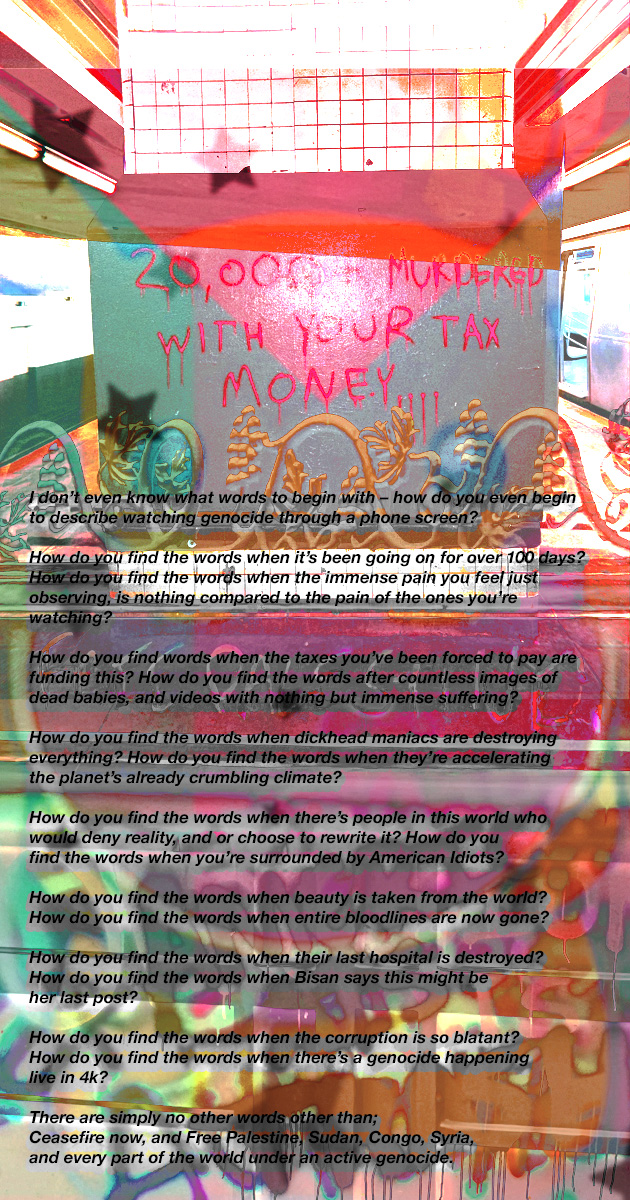 20,000 MURDERED
WITH YOUR TAX
MONEY,,,,
I don't even know what words to begin with – how do you even begin
to describe watching genocide through a phone screen?
How do you find the words when it's been going on for over 100 days?
How do you find the words when the immense pain you feel just
observing, is nothing compared to the pain of the ones you're
watching?
How do you find words when the taxes you've been forced to pay are
funding this? How do you find the words after countless images of
dead babies, and videos with nothing but immense suffering?
How do you find the words when dickhead maniacs are destroying
everything? How do you find the words when they're accelerating
the planet's already crumbling climate?
How do you find the words when there's people in this world who
would deny reality, and or choose to rewrite it? How do you
find the words when you're surrounded by American Idiots?
How do you find the words when beauty is taken from the world?
How do you find the words when entire bloodlines are now gone?
How do you find the words when their last hospital is destroyed?
How do you find the words when Bisan says this might be
her last post?
How do you find the words when the corruption is so blatant?
How do you find the words when there's a genocide happening
live in 4k?
There are simply no other words other than;
Ceasefire now, and Free Palestine, Sudan, Congo, Syria,
and every part of the world under an active genocide.